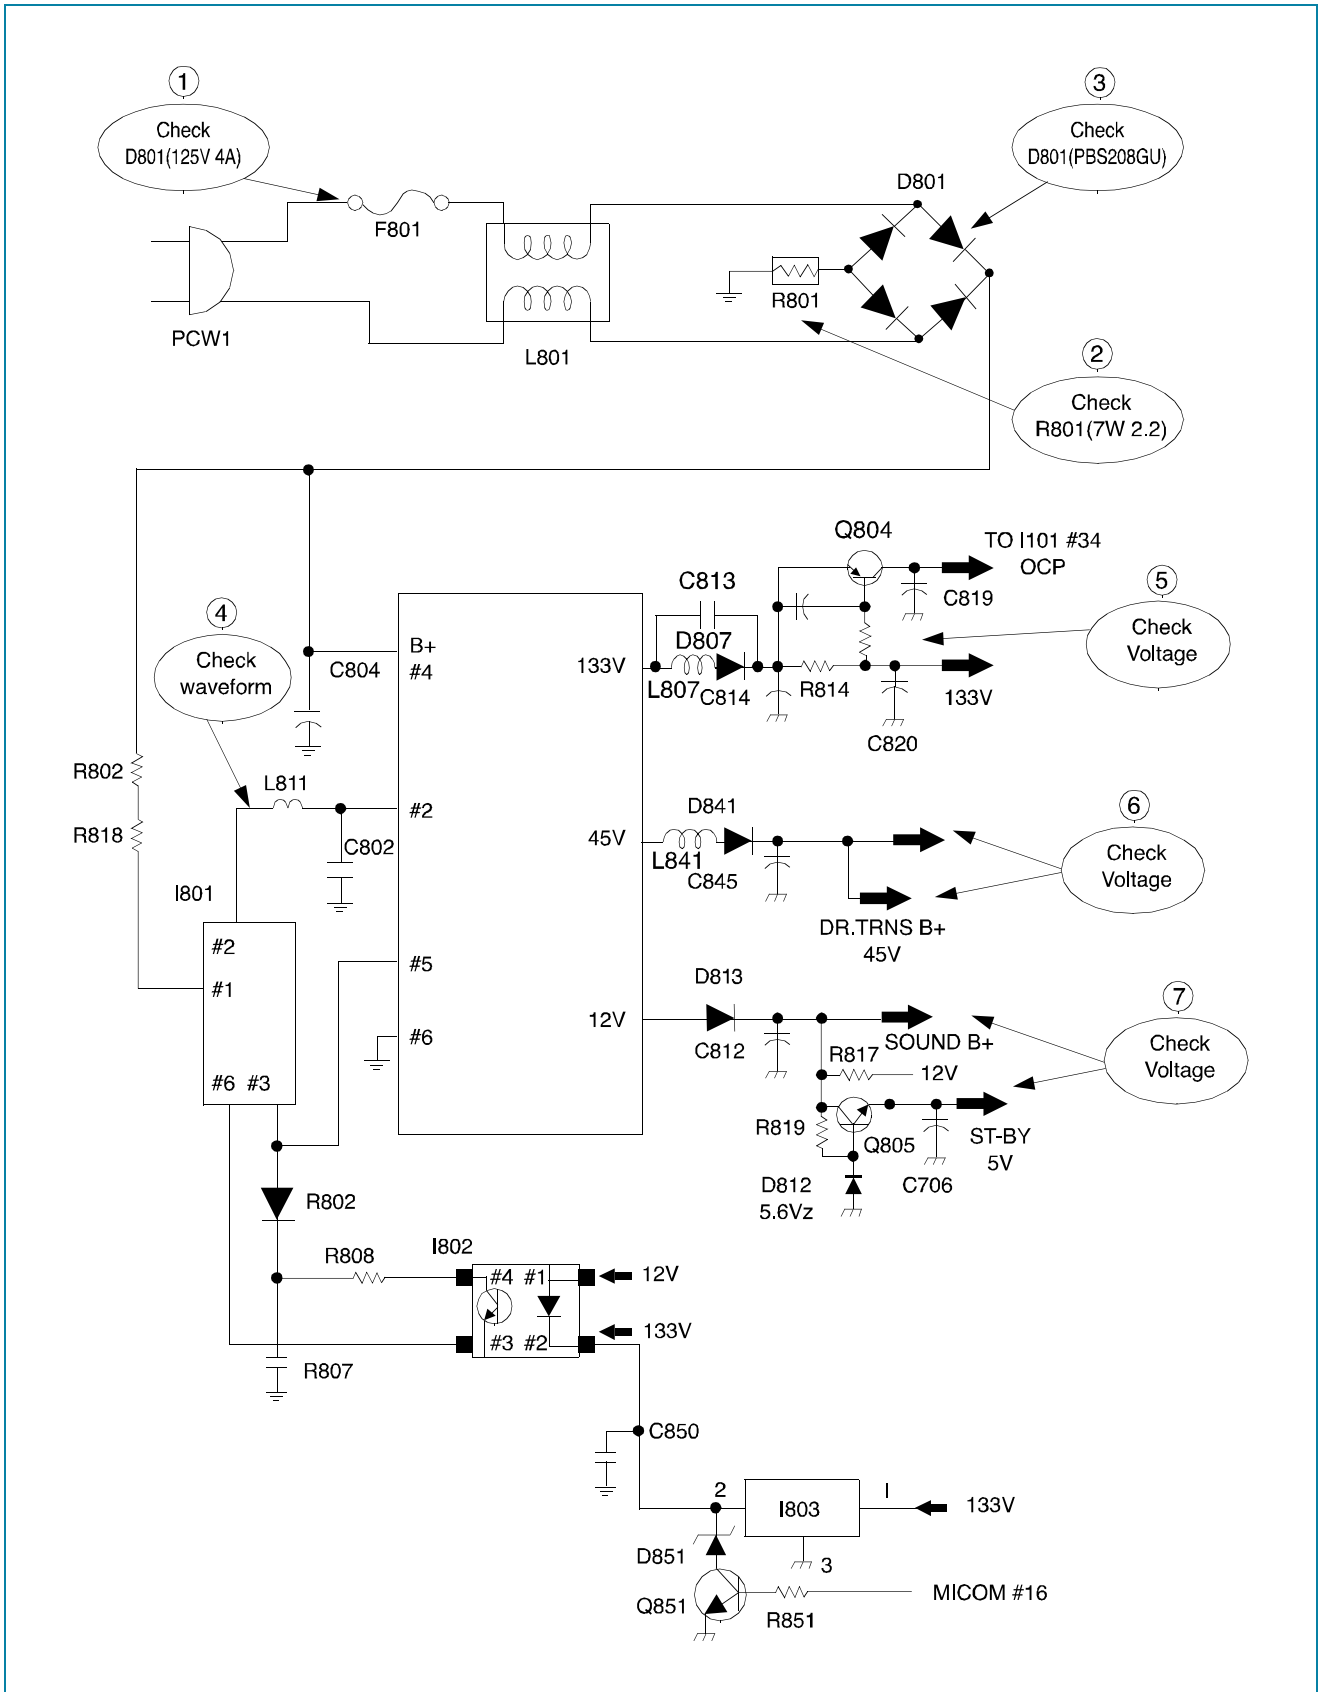 1
Check
D801(125V 4A)
3
Check
D801(PBS208GU)
D801
F801
R801
PCW1
L801
2
Check
R801(7W 2.2)
Q804
TO I101 #34
OCP
C813
C819
5
Check
Voltage
4
Check
waveform
B+
#4
C804
133V
D807
L807
C814
R814
133V
C820
R802
L811
R818
#2
C802
45V
D841
L841
C845
6
Check
Voltage
DR.TRNS B+
45V
I801
#2
#1
#5
#6
#6 #3
12V
D813
C812
7
Check
Voltage
SOUND B+
R817
12V
R819
Q805
ST-BY
5V
D812
5.6Vz
C706
R802
R808
I802
#4 #1
12V
#3 #2
133V
R807
C850
2
I803
I
133V
3
D851
Q851
R851
MICOM #16